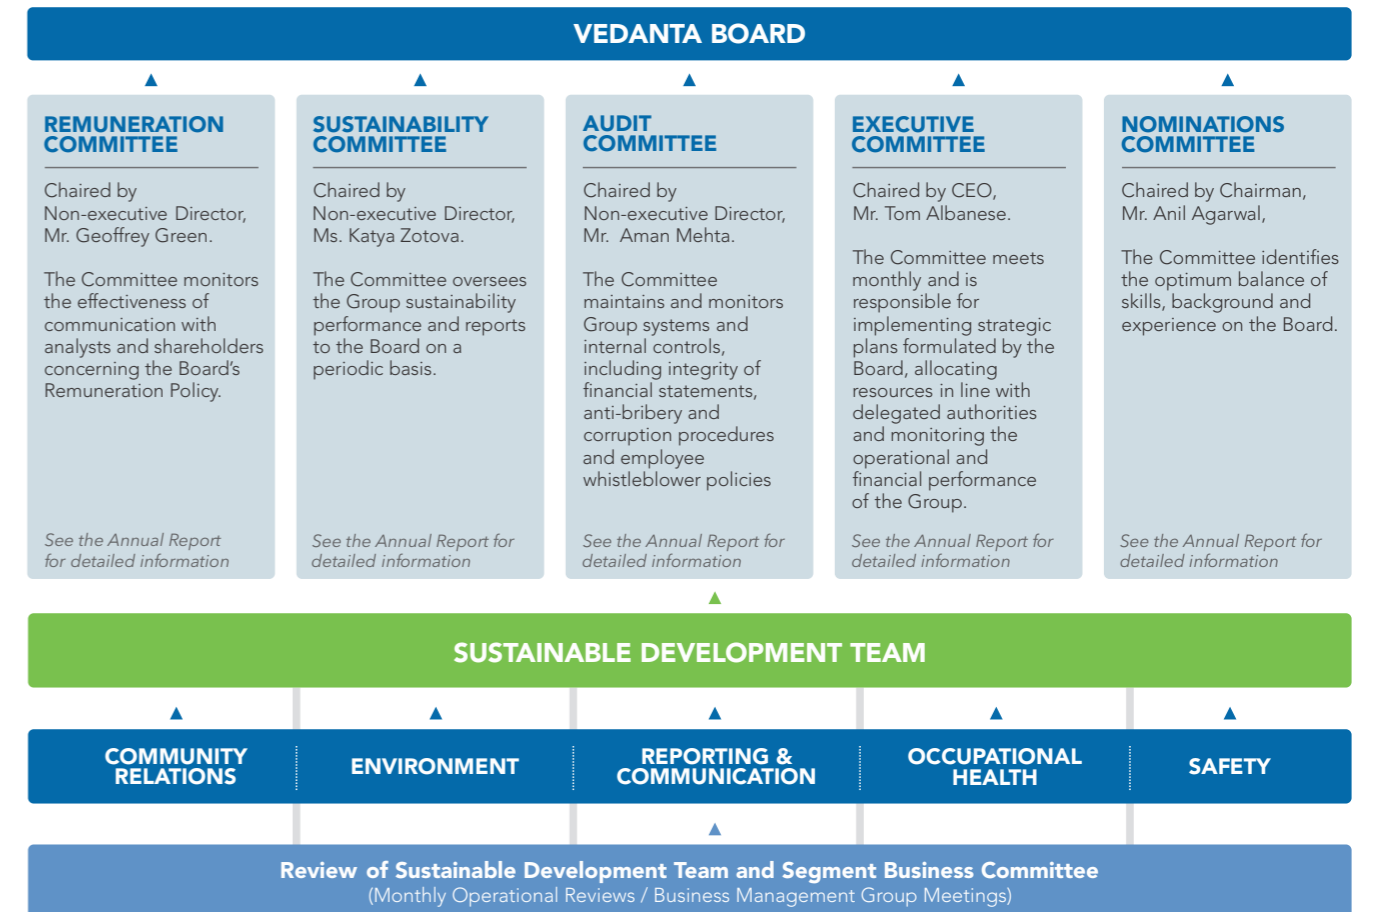 VEDANTA BOARD
REMUNERATION
COMMITTEE
Chaired by
Non-executive Director,
Mr. Geoffrey Green.
The Committee monitors
the effectiveness of
communication with
analysts and shareholders
concerning the Board's
Remuneration Policy.
See the Annual Report
for detailed information
SUSTAINABILITY
COMMITTEE
Chaired by
Non-executive Director,
Ms. Katya Zotova.
The Committee oversees
the Group sustainability
performance and reports
to the Board on a
periodic basis.
See the Annual Report for
detailed information
AUDIT
COMMITTEE
Chaired by
Non-executive Director,
Mr. Aman Mehta.
The Committee
maintains and monitors
Group systems and
internal controls,
including integrity of
financial statements,
anti-bribery and
corruption procedures
and employee
whistleblower policies
See the Annual Report for
detailed information
EXECUTIVE
COMMITTEE
Chaired by CEO,
Mr. Tom Albanese.
The Committee meets
monthly and is
responsible for
implementing strategic
plans formulated by the
Board, allocating
resources in line with
delegated authorities
and monitoring the
operational and
financial performance
of the Group.
See the Annual Report for
detailed information
NOMINATIONS
COMMITTEE
Chaired by Chairman,
Mr. Anil Agarwal,
The Committee identifies
the optimum balance of
skills, background and
experience on the Board.
See the Annual Report for
detailed information
SUSTAINABLE DEVELOPMENT TEAM
COMMUNITY
RELATIONS
ENVIRONMENT
REPORTING &
COMMUNICATION
OCCUPATIONAL
HEALTH
SAFETY
Review of Sustainable Development Team and Segment Business Committee
(Monthly Operational Reviews / Business Management Group Meetings)